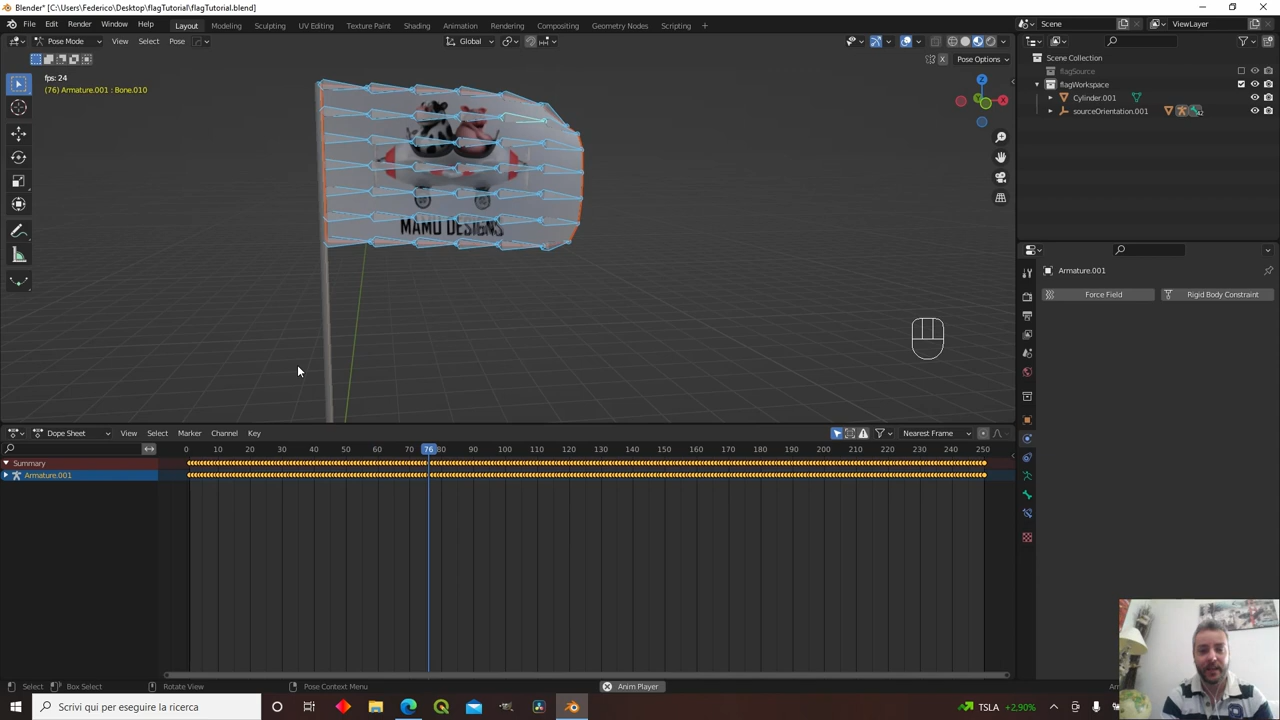 Blender* [C:\Users\Federico\Desktop\flagTutorial\flagTutorial.blend]
File Edit Render Window Help
Layout Modeling Sculpting UV Editing Texture Paint Shading Animation Rendering Compositing Geometry Nodes Scripting
Scene ViewLayer
Pose Mode View Select Pose Global
X Pose Options
fps: 24
(76) Armature.001 : Bone.010
MAMO DESIGNS
Z
X
Y
Scene Collection
flagSource
flagWorkspace
Cylinder.001
sourceOrientation.001
Armature.001
Force Field Rigid Body Constraint
Dope Sheet View Select Marker Channel Key Nearest Frame
0 10 20 30 40 50 60 70 76 80 90 100 110 120 130 140 150 160 170 180 190 200 210 220 230 240 250
Summary
Armature.001
Select Box Select Rotate View Pose Context Menu Anim Player
Scrivi qui per eseguire la ricerca
TSLA +2,90%